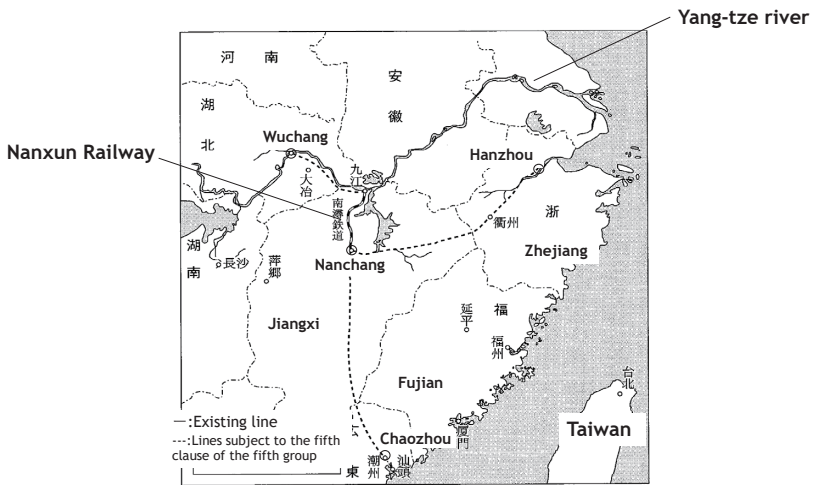 Yang-tze river
河 南
安徽
湖北
Wuchang
Nanxun Railway
Hanzhou
九江
大冶
南潯鉄道
浙
衢州
Zhejiang
湖南
長沙
萍郷
Nanchang
Jiangxi
延平
福
福州
台北
Fujian
—:Existing line
---:Lines subject to the fifth
clause of the fifth group
Chaozhou
厦門
Taiwan
東
潮州
汕頭